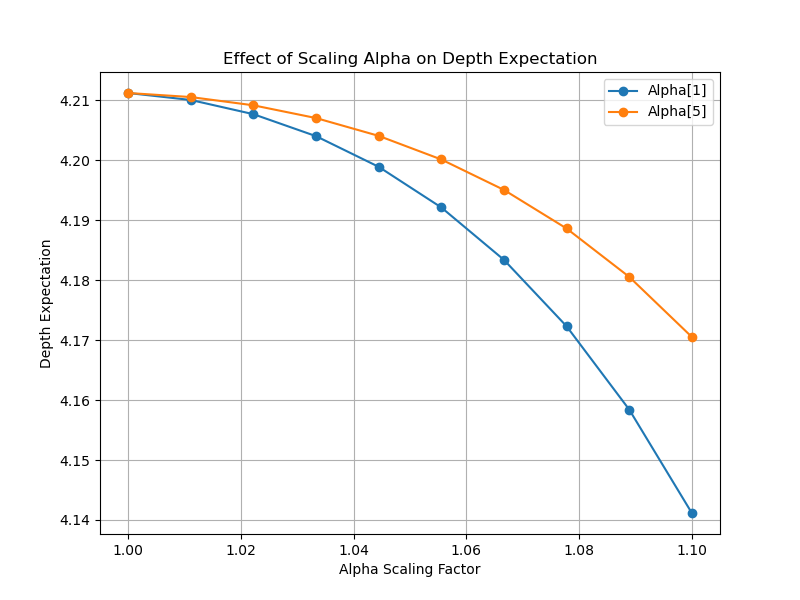 Effect of Scaling Alpha on Depth Expectation
Alpha[1]
Alpha[5]
4.21
4.20
4.19
4.18
4.17
4.16
4.15
4.14
Depth Expectation
1.00 1.02 1.04 1.06 1.08 1.10
Alpha Scaling Factor